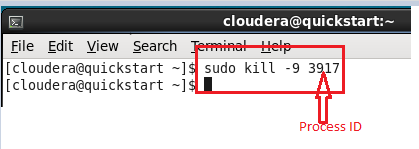 cloudera@quickstart:~
File Edit View Search Terminal Help
[cloudera@quickstart ~]$ sudo kill -9 3917
[cloudera@quickstart ~]$
Process ID